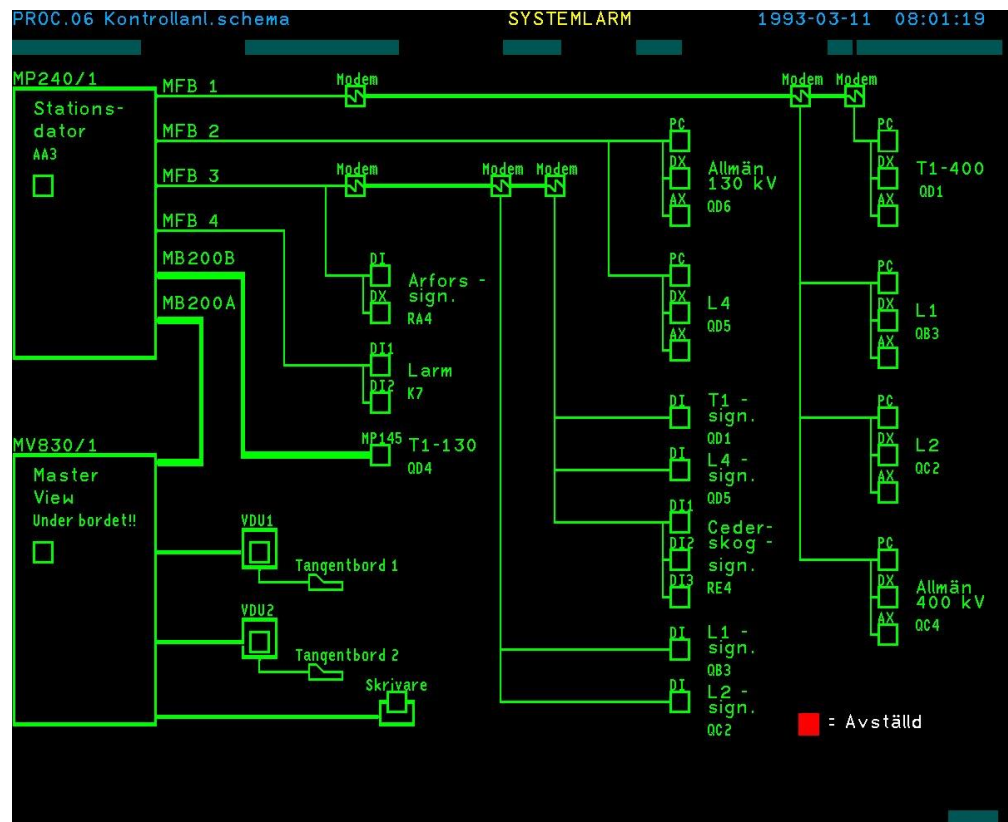 PROC.06 Kontrollanl.schema SYSTEMLARM 1993-03-11 08:01:19
MP240/1
Stations-
dator
AA3
MFB 1
MFB 2
MFB 3
MFB 4
MB200B
MB200A
Modem
Modem
Modem
PC
DX
AX
T1-400
QD1
PC
DX
AX
Allmän
130 kV
QD6
Modem
Modem
Modem
DI
DX
Arfors -
sign.
RA4
PC
DX
AX
L4
QD5
PC
DX
AX
L1
QB3
DI1
DI2
Larm
K7
MP145
T1-130
QD4
DI
T1 -
sign.
QD1
DI
L4 -
sign.
QD5
PC
DX
AX
L2
QC2
DI1
DI2
DI3
Ceder-
skog -
sign.
RE4
PC
DX
AX
Allmän
400 kV
QC4
DI
L1 -
sign.
QB3
DI
L2 -
sign.
QC2
MV830/1
Master
View
Under bordet!!
VDU1
Tangentbord 1
VDU2
Tangentbord 2
Skrivare
= Avställd